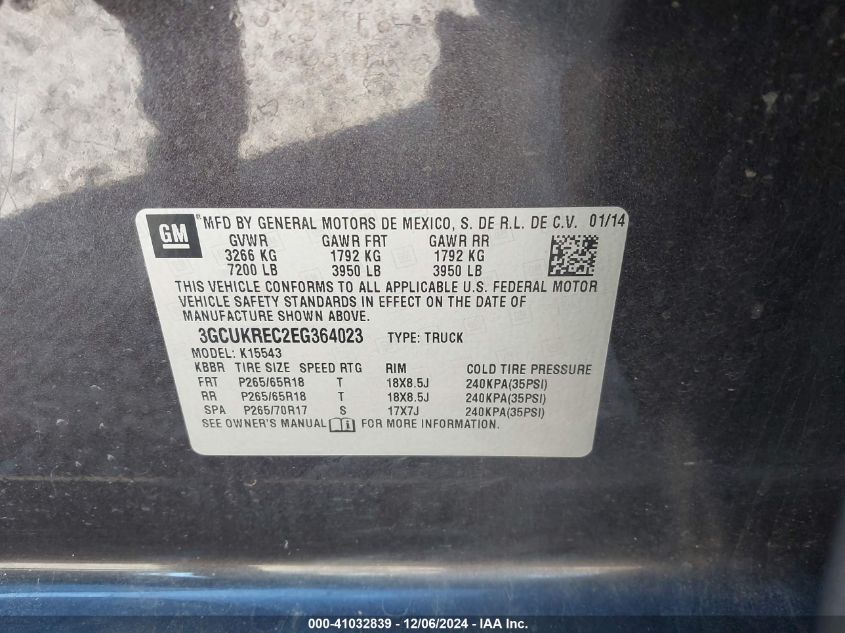 GM ® MFD BY GENERAL MOTORS DE MEXICO, S. DE R.L. DE C.V. 01/14
GVWR GAWR FRT GAWR RR
3266 KG 1792 KG 1792 KG
7200 LB 3950 LB 3950 LB
THIS VEHICLE CONFORMS TO ALL APPLICABLE U.S. FEDERAL MOTOR
VEHICLE SAFETY STANDARDS IN EFFECT ON THE DATE OF
MANUFACTURE SHOWN ABOVE.
3GCUKREC2EG364023 TYPE: TRUCK
MODEL: K15543
KBBR TIRE SIZE SPEED RTG RIM COLD TIRE PRESSURE
FRT P265/65R18 T 18X8.5J 240KPA(35PSI)
RR P265/65R18 T 18X8.5J 240KPA(35PSI)
SPA P265/70R17 S 17X7J 240KPA(35PSI)
SEE OWNER'S MANUAL FOR MORE INFORMATION.
000-41032839 - 12/06/2024 - IAA Inc.